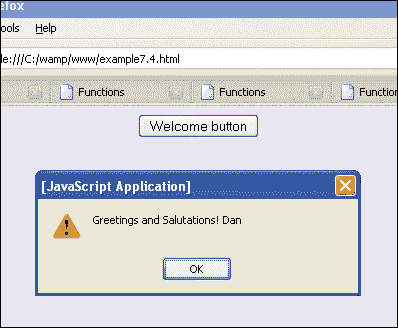 efox
ools Help
le:///C:/wamp/www/example7.4.html
Functions Functions Function
Welcome button
[JavaScript Application]
Greetings and Salutations! Dan
OK